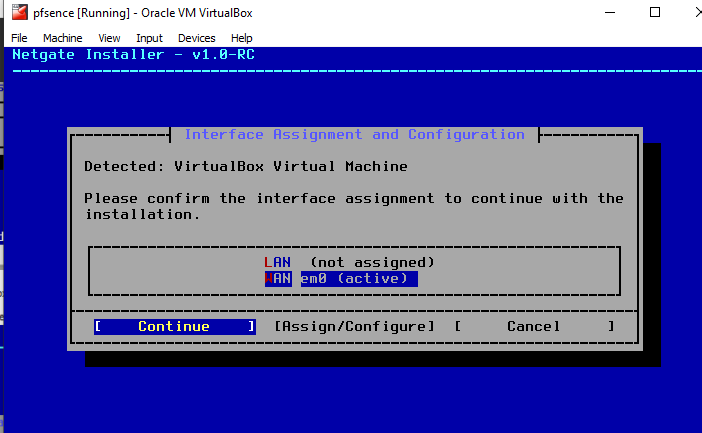 pfsence [Running] - Oracle VM VirtualBox
File Machine View Input Devices Help
Netgate Installer - v1.0-RC
Interface Assignment and Configuration
Detected: VirtualBox Virtual Machine
Please confirm the interface assignment to continue with the
installation.
LAN (not assigned)
WAN em0 (active)
[ Continue ] [Assign/Configure] [ Cancel ]